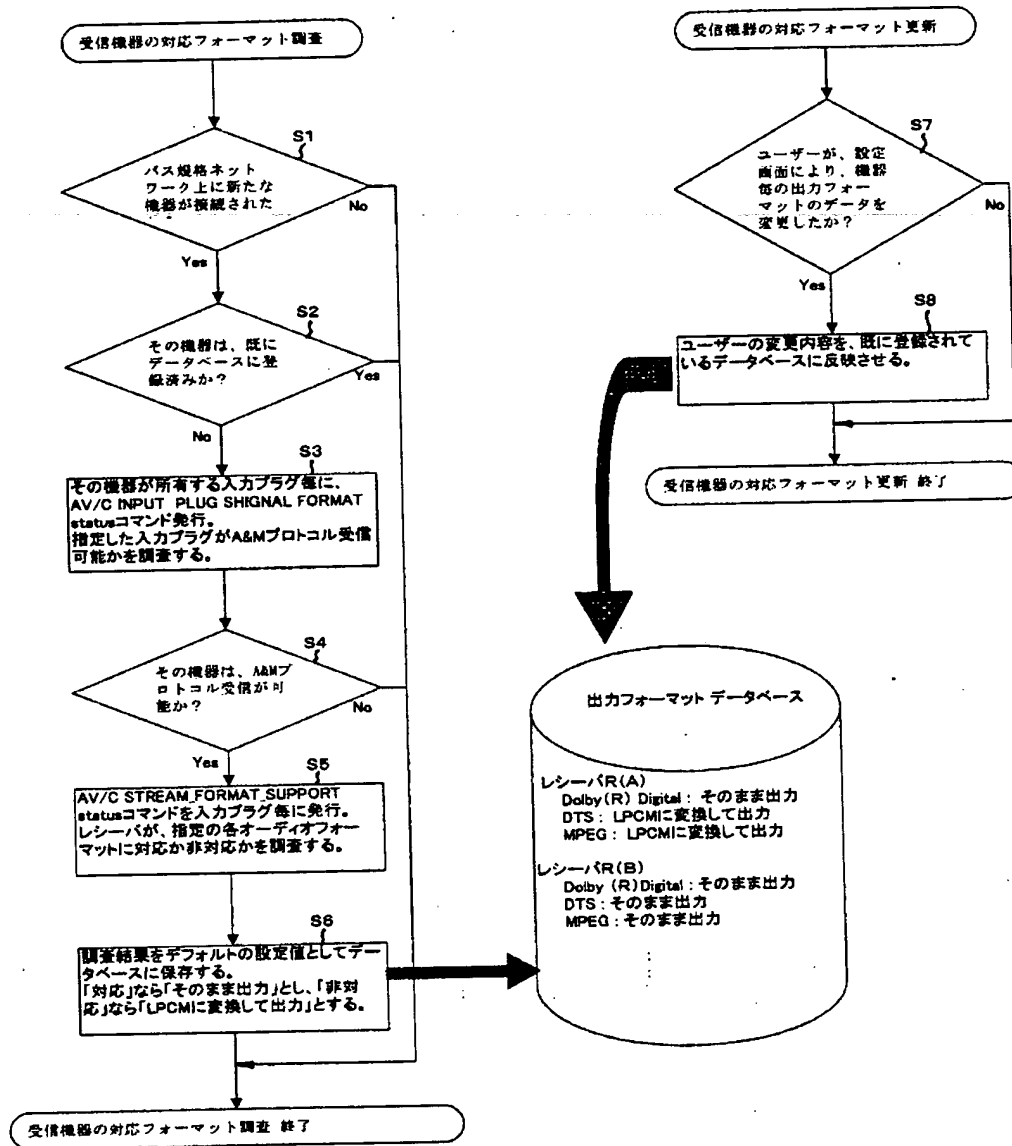 受信機器の対応フォーマット調査
S1
バス規格ネット
ワーク上に新たな
機器が接続された
No
Yes
S2
その機器は、既に
データベースに登
録済みか?
Yes
No
S3
その機器が所有する入力プラグ毎に、
AV/C INPUT PLUG SHIGNAL FORMAT
statusコマンド発行。
指定した入力プラグがA&Mプロトコル受信
可能かを調査する。
S4
その機器は、A&Mプ
ロトコル受信が可
能か?
No
Yes
S5
AV/C STREAM_FORMAT_SUPPORT
statusコマンドを入力プラグ毎に発行。
レシーバが、指定の各オーディオフォー
マットに対応か非対応かを調査する。
S6
調査結果をデフォルトの設定値としてデー
タベースに保存する。
「対応」なら「そのまま出力」とし、「非対
応」なら「LPCMに変換して出力」とする。
受信機器の対応フォーマット調査 終了
受信機器の対応フォーマット更新
S7
ユーザーが、設定
画面により、機器
毎の出力フォー
マットのデータを
変更したか?
No
Yes
S8
ユーザーの変更内容を、既に登録されて
いるデータベースに反映させる。
受信機器の対応フォーマット更新 終了
出力フォーマット データベース
レシーバR(A)
Dolby(R) Digital : そのまま出力
DTS : LPCMに変換して出力
MPEG : LPCMに変換して出力
レシーバR(B)
Dolby (R) Digital : そのまま出力
DTS : そのまま出力
MPEG : そのまま出力